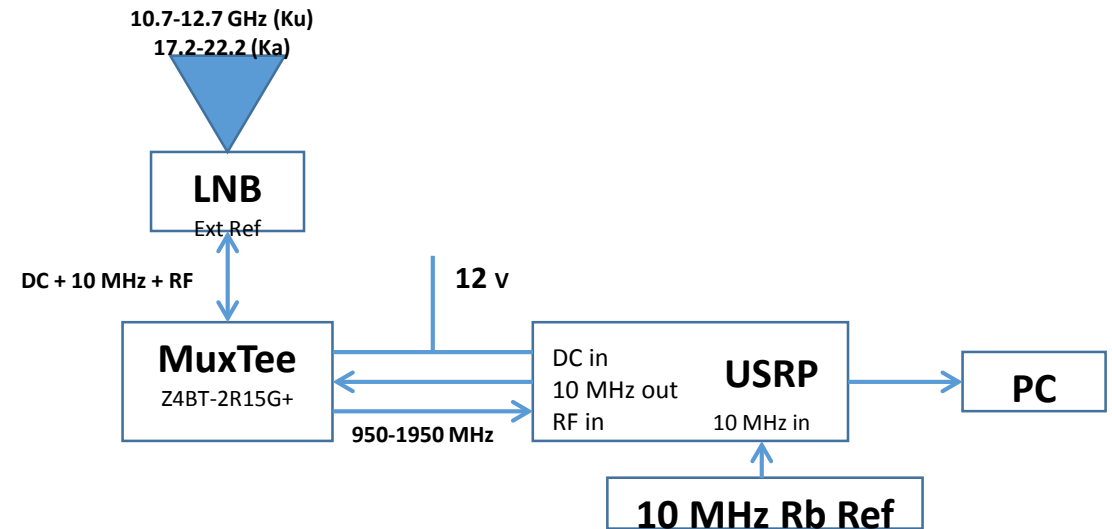 10.7-12.7 GHz (Ku)
17.2-22.2 (Ka)
LNB
Ext Ref
DC + 10 MHz + RF
12 V
MuxTee
Z4BT-2R15G+
DC in
10 MHz out
RF in
USRP
10 MHz in
PC
950-1950 MHz
10 MHz Rb Ref